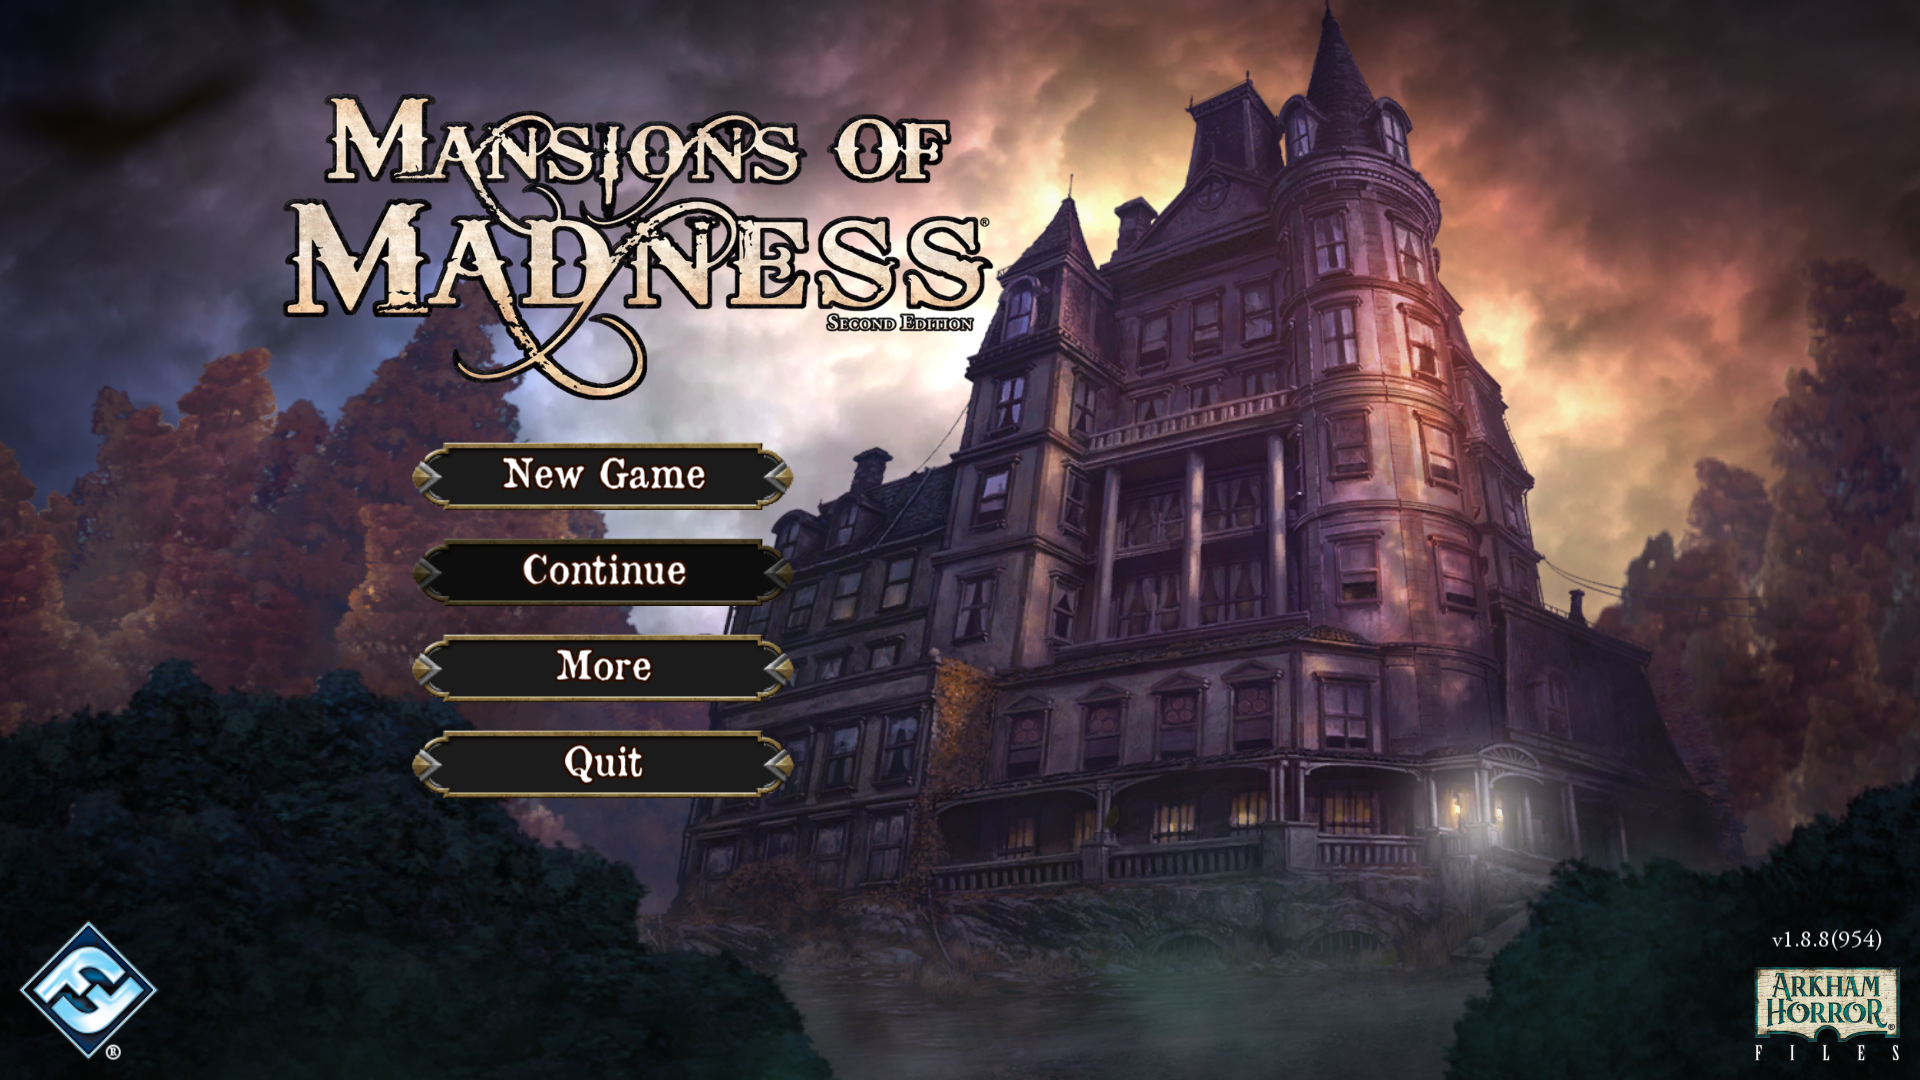 MANSIONS OF
MADNESS®
SECOND EDITION
New Game
Continue
More
Quit
v1.8.8(954)
ARKHAM
HORROR®
FILES
®